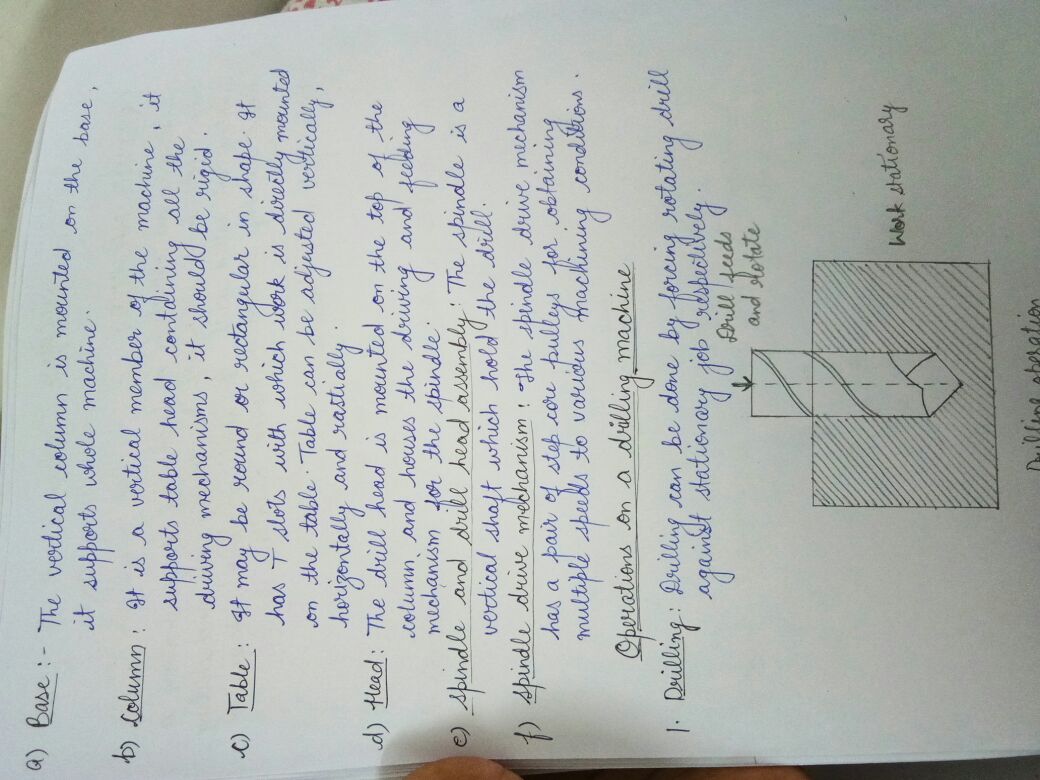 a) Base :- The vertical column is mounted on the base,
it supports whole machine.
b) Column : It is a vertical member of the machine, it
supports table head containing all the
driving mechanisms, it should be rigid.
c) Table : It may be round or rectangular in shape. It
has T slots with which work is directly mounted
on the table. Table can be adjusted vertically,
horizontally and rastially.
d) Head : The drill head is mounted on the top of the
column, and houses the driving and feeding
mechanism for the spindle.
e) Spindle and drill head assembly : The spindle is a
vertical shaft which hold the drill.
f) Spindle drive mechanism : The spindle drive mechanism
has a pair of step core pulleys for obtaining
multiple speeds to various machining conditions.
Operations on a drilling machine
1. Drilling : Drilling can be done by forcing rotating drill
against stationary job respectively.
Drill feeds
and rotate
Work stationary
Drilling operation